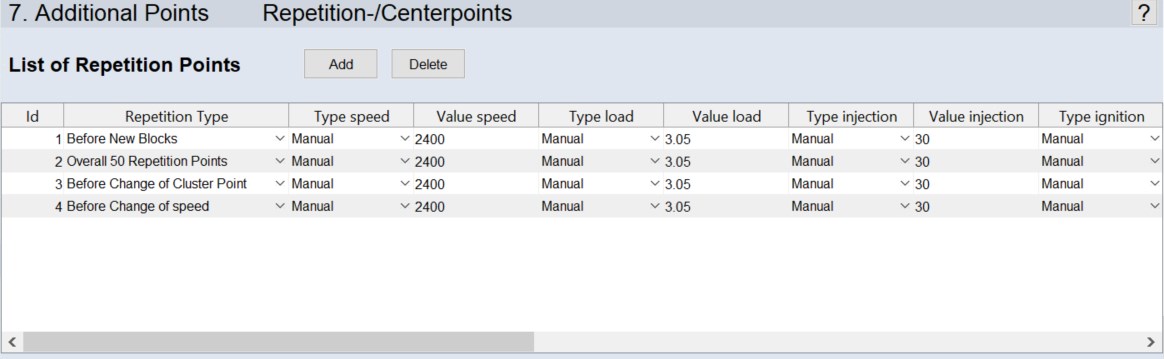 7. Additional Points Repetition-/Centerpoints ?
List of Repetition Points Add Delete
Id Repetition Type Type speed Value speed Type load Value load Type injection Value injection Type ignition
1 Before New Blocks Manual 2400 Manual 3.05 Manual 30 Manual
2 Overall 50 Repetition Points Manual 2400 Manual 3.05 Manual 30 Manual
3 Before Change of Cluster Point Manual 2400 Manual 3.05 Manual 30 Manual
4 Before Change of speed Manual 2400 Manual 3.05 Manual 30 Manual